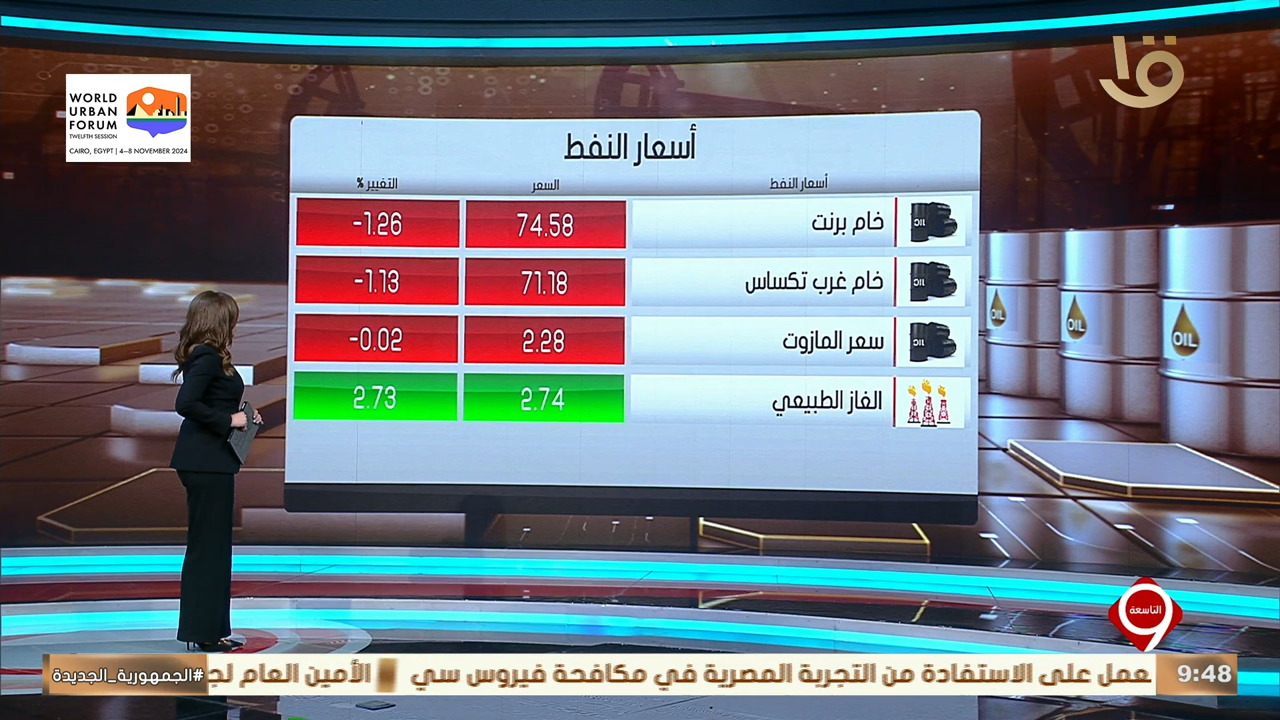 WORLD
URBAN
FORUM
TWELFTH SESSION
CAIRO, EGYPT | 4–8 NOVEMBER 2024
أسعار النفط
أسعار النفط السعر التغيير %
خام برنت 74.58 -1.26
خام غرب تكساس 71.18 -1.13
سعر المازوت 2.28 -0.02
الغاز الطبيعي 2.74 2.73
OIL
OIL
OIL
التاسعة
9
9:48 عمل على الاستفادة من التجربة المصرية في مكافحة فيروس سي الأمين العام لج #الجمهورية_الجديدة